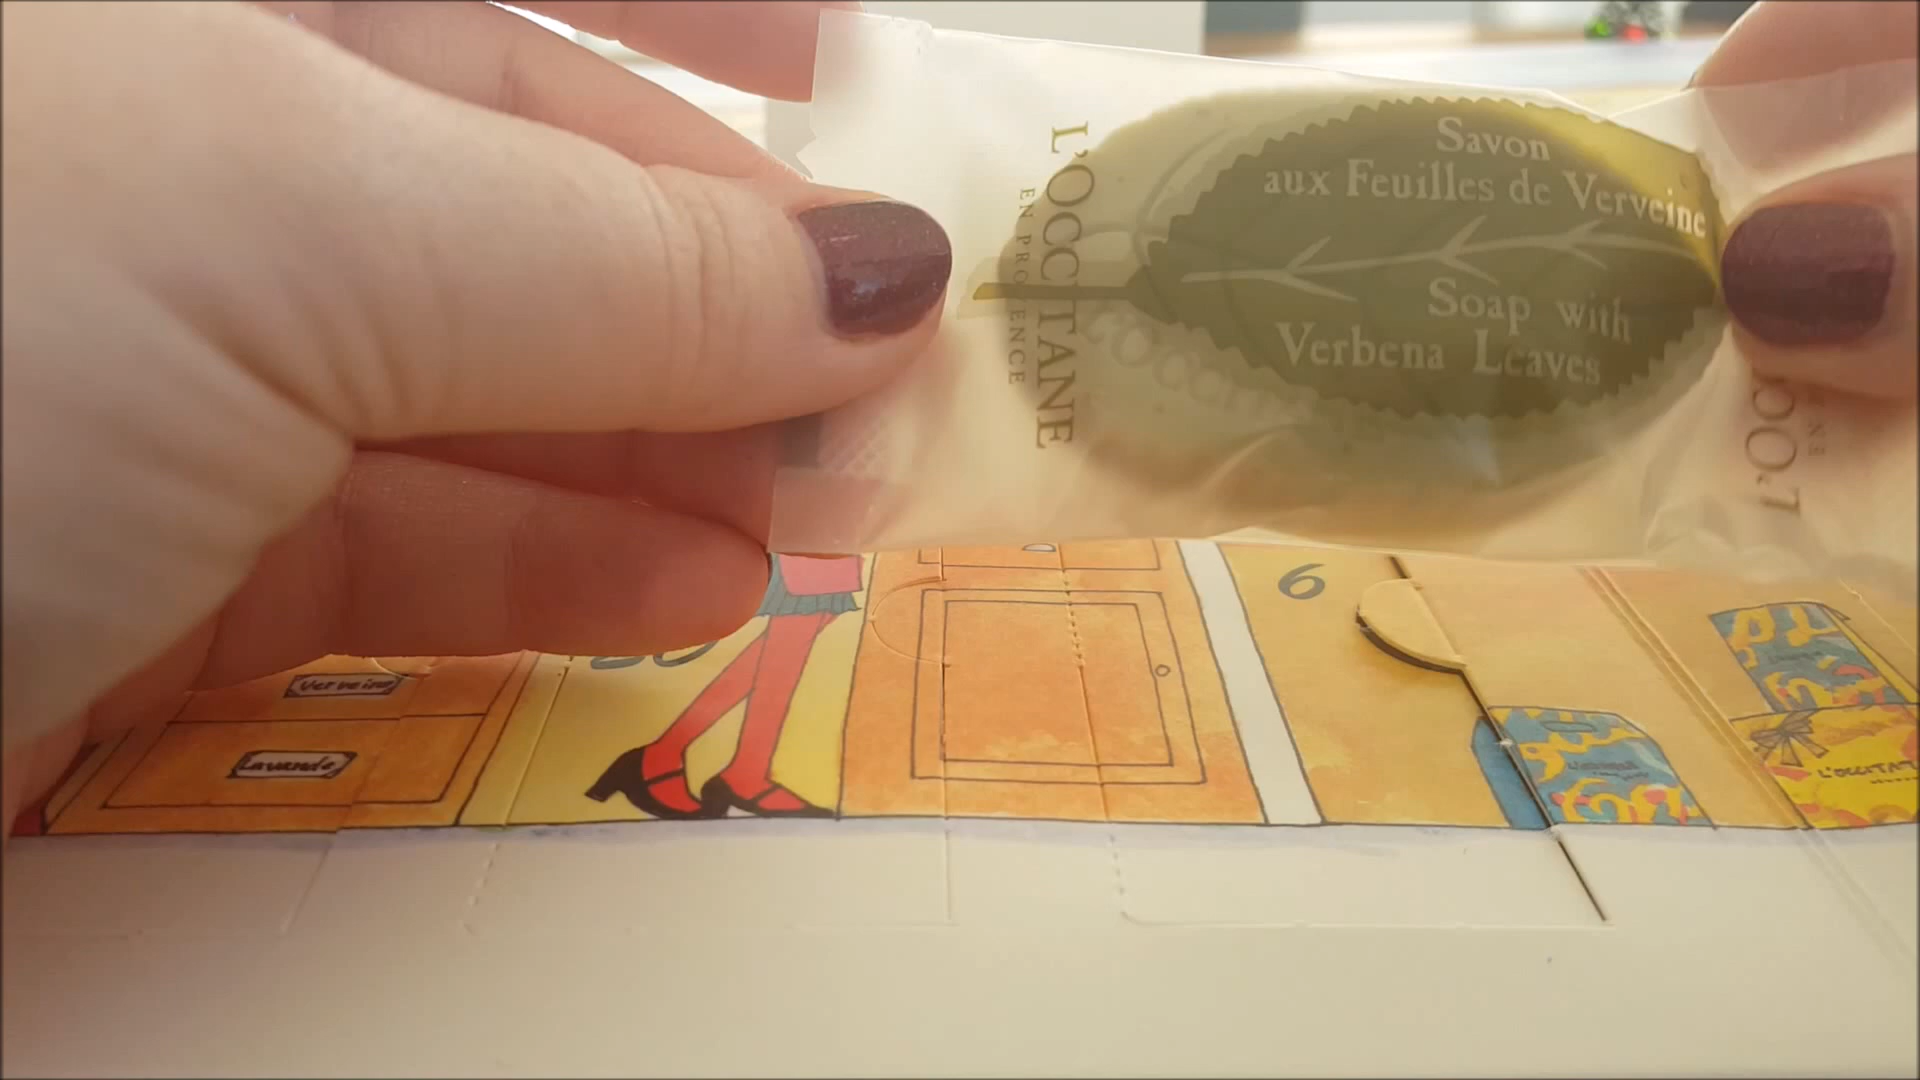 L'OCCITANE
EN PROVENCE
Savon
aux Feuilles de Verveine
Soap with
Verbena Leaves
6
Verveine
Lavande
L'OCCITA